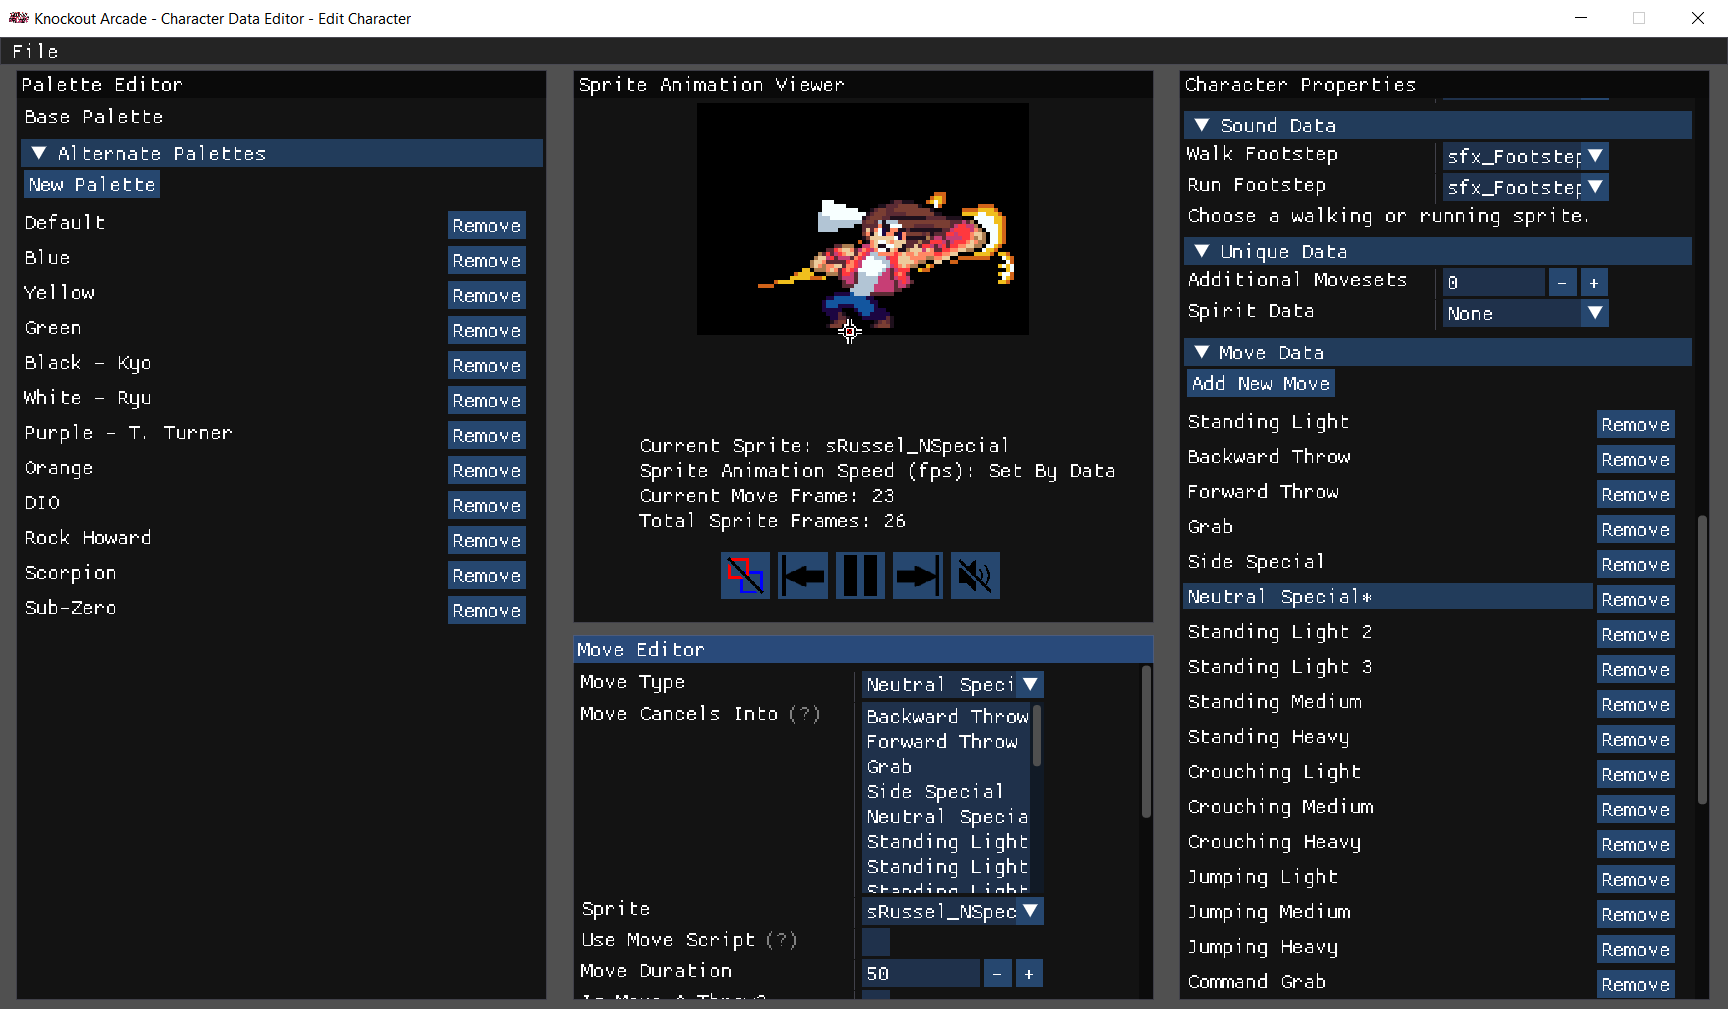 Knockout Arcade - Character Data Editor - Edit Character
File
Palette Editor
Base Palette
Alternate Palettes
New Palette
Default Remove
Blue Remove
Yellow Remove
Green Remove
Black - Kyo Remove
White - Ryu Remove
Purple - T. Turner Remove
Orange Remove
DIO Remove
Rock Howard Remove
Scorpion Remove
Sub-Zero Remove
Sprite Animation Viewer
Current Sprite: sRussel_NSpecial
Sprite Animation Speed (fps): Set By Data
Current Move Frame: 23
Total Sprite Frames: 26
Move Editor
Move Type Neutral Speci
Move Cancels Into (?)
Backward Throw
Forward Throw
Grab
Side Special
Neutral Specia
Standing Light
Standing Light
Standing Light
Sprite sRussel_NSpec
Use Move Script (?)
Move Duration 50 - +
Is Move A Throw?
Character Properties
Sound Data
Walk Footstep sfx_Footstep
Run Footstep sfx_Footstep
Choose a walking or running sprite.
Unique Data
Additional Movesets 0 - +
Spirit Data None
Move Data
Add New Move
Standing Light Remove
Backward Throw Remove
Forward Throw Remove
Grab Remove
Side Special Remove
Neutral Special* Remove
Standing Light 2 Remove
Standing Light 3 Remove
Standing Medium Remove
Standing Heavy Remove
Crouching Light Remove
Crouching Medium Remove
Crouching Heavy Remove
Jumping Light Remove
Jumping Medium Remove
Jumping Heavy Remove
Command Grab Remove